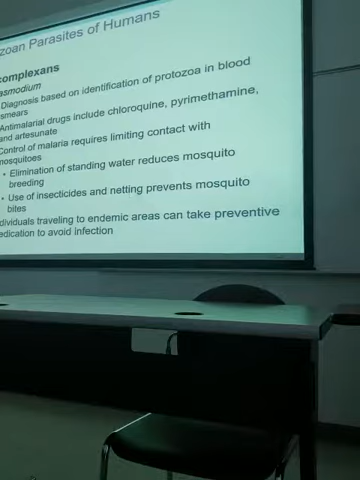 zoan Parasites of Humans
complexans
asmodium
Diagnosis based on identification of protozoa in blood
smears
Antimalarial drugs include chloroquine, pyrimethamine,
and artesunate
Control of malaria requires limiting contact with
mosquitoes
• Elimination of standing water reduces mosquito
breeding
• Use of insecticides and netting prevents mosquito
bites
dividuals traveling to endemic areas can take preventive
edication to avoid infection